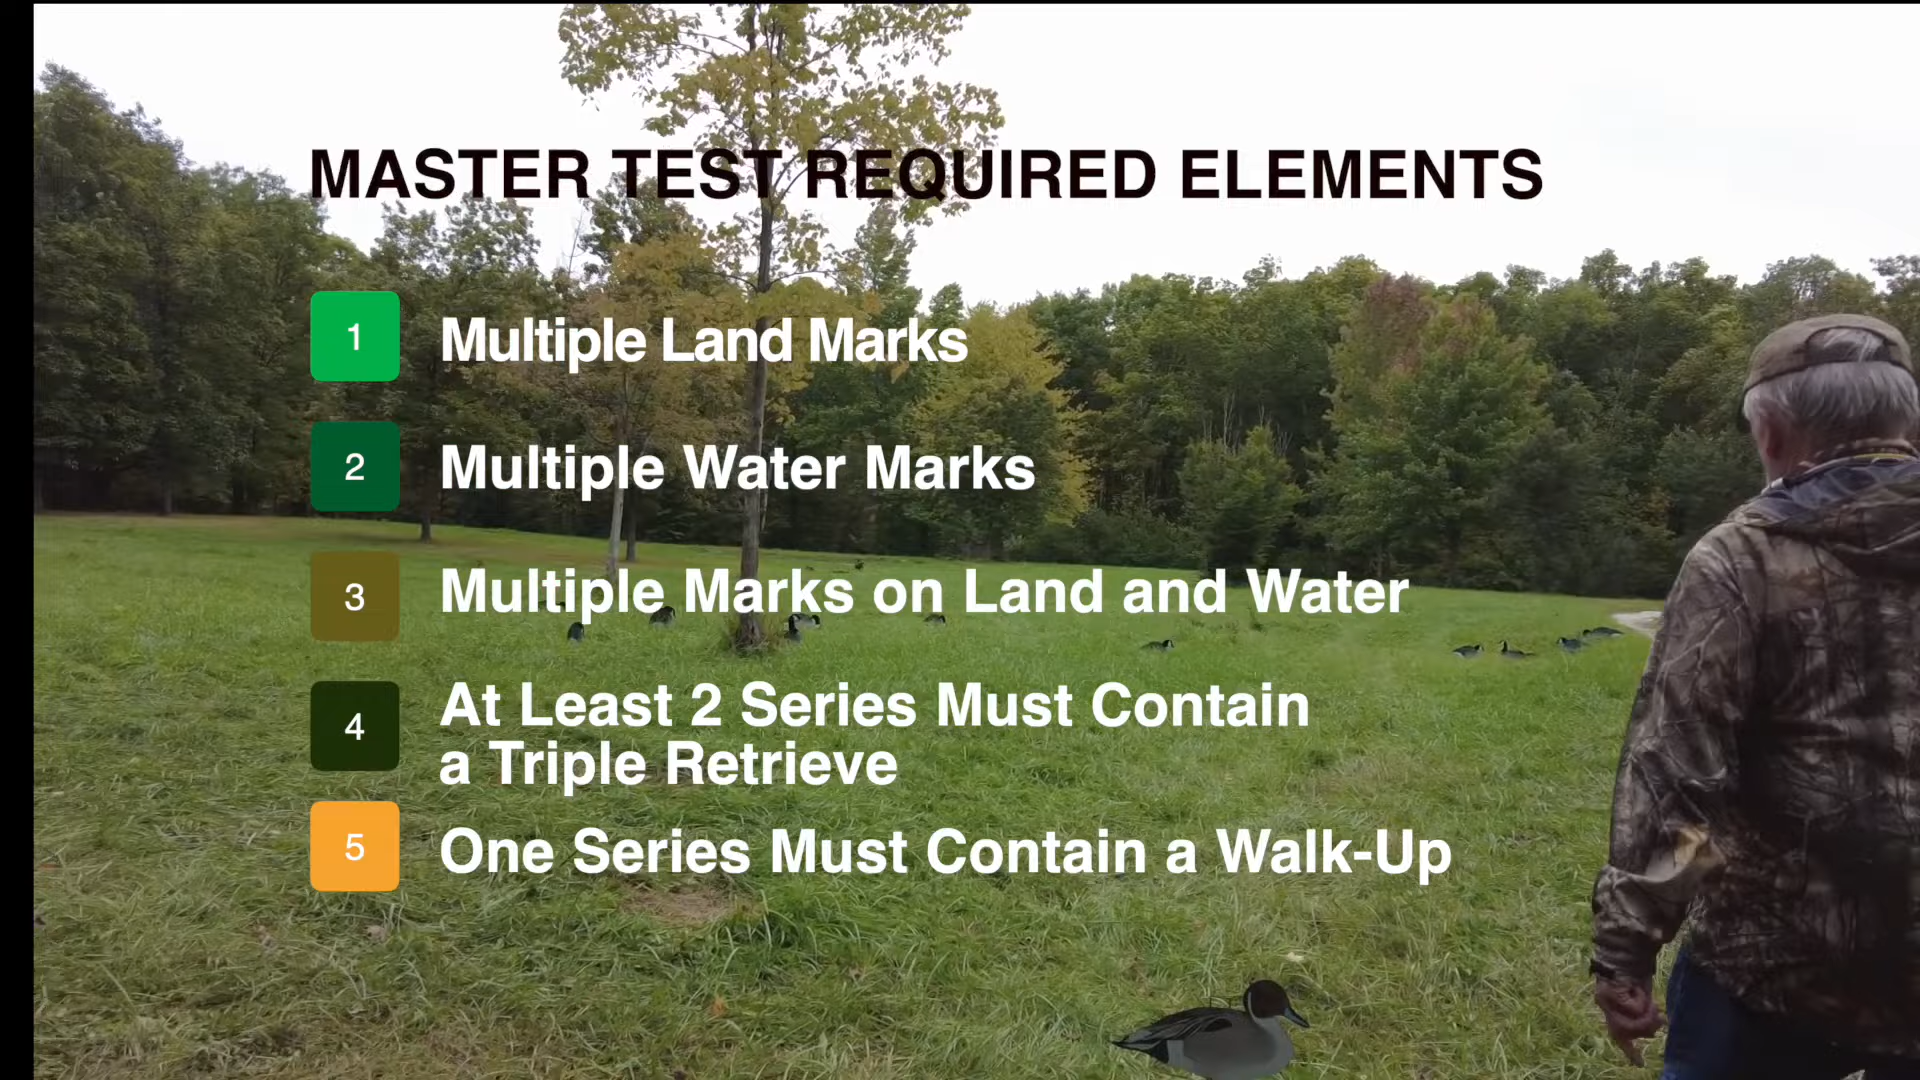 MASTER TEST REQUIRED ELEMENTS
1 Multiple Land Marks
2 Multiple Water Marks
3 Multiple Marks on Land and Water
4 At Least 2 Series Must Contain
a Triple Retrieve
5 One Series Must Contain a Walk-Up